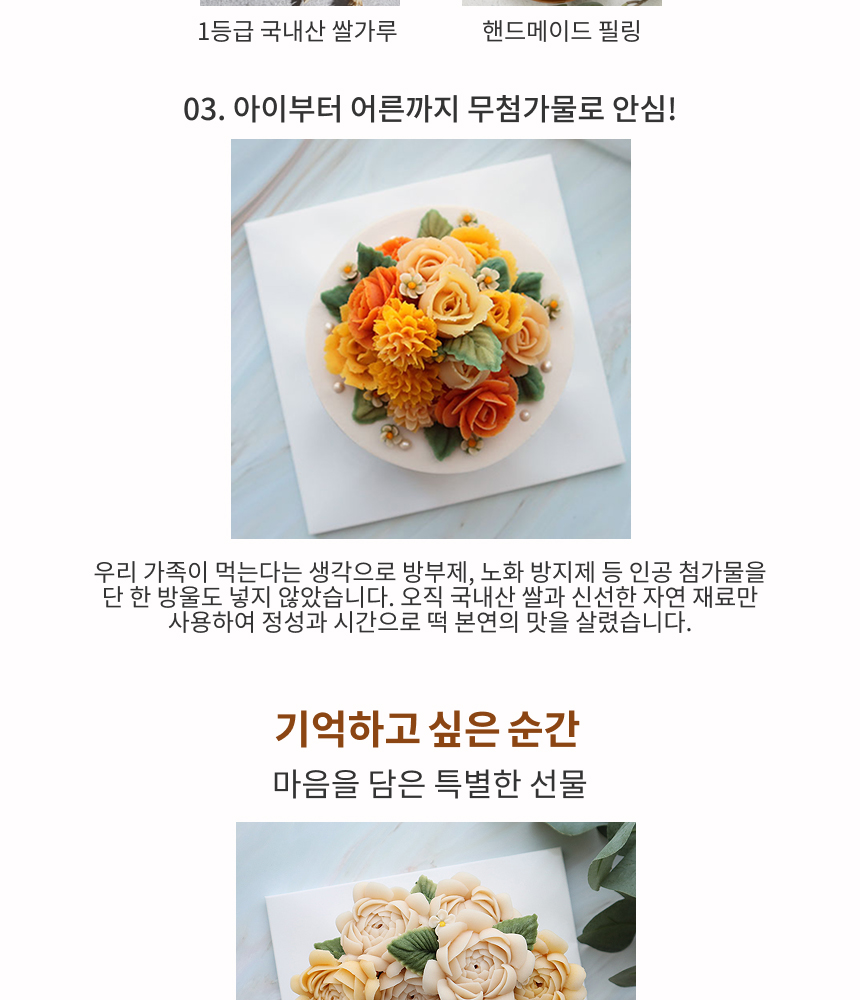 1등급 국내산 쌀가루
핸드메이드 필링
03. 아이부터 어른까지 무첨가물로 안심!
우리 가족이 먹는다는 생각으로 방부제, 노화 방지제 등 인공 첨가물을
단 한 방울도 넣지 않았습니다. 오직 국내산 쌀과 신선한 자연 재료만
사용하여 정성과 시간으로 떡 본연의 맛을 살렸습니다.
기억하고 싶은 순간
마음을 담은 특별한 선물